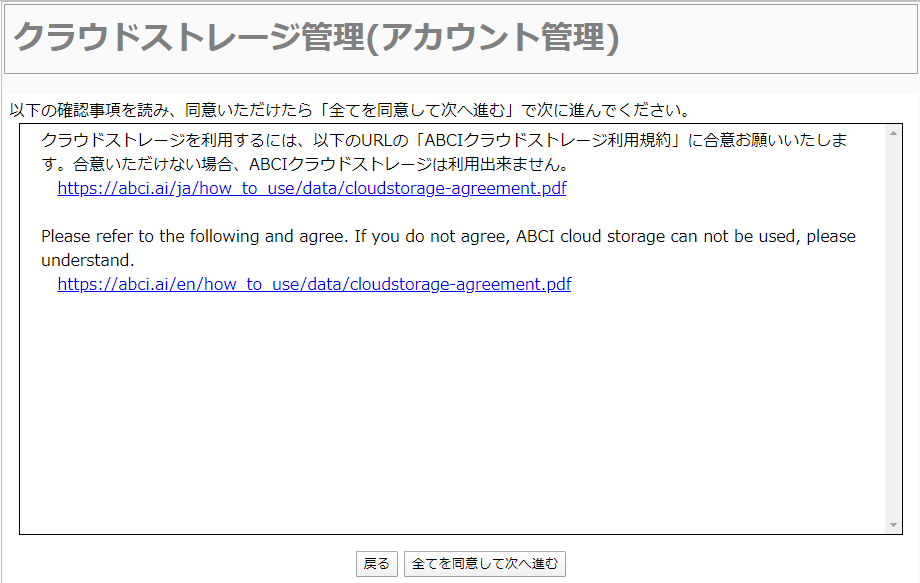 クラウドストレージ管理(アカウント管理)
以下の確認事項を読み、同意いただけたら「全てを同意して次へ進む」で次に進んでください。
クラウドストレージを利用するには、以下のURLの「ABCIクラウドストレージ利用規約」に合意お願いいたしま
す。合意いただけない場合、ABCIクラウドストレージは利用出来ません。
https://abci.ai/ja/how_to_use/data/cloudstorage-agreement.pdf
Please refer to the following and agree. If you do not agree, ABCI cloud storage can not be used, please
understand.
https://abci.ai/en/how_to_use/data/cloudstorage-agreement.pdf
戻る 全てを同意して次へ進む